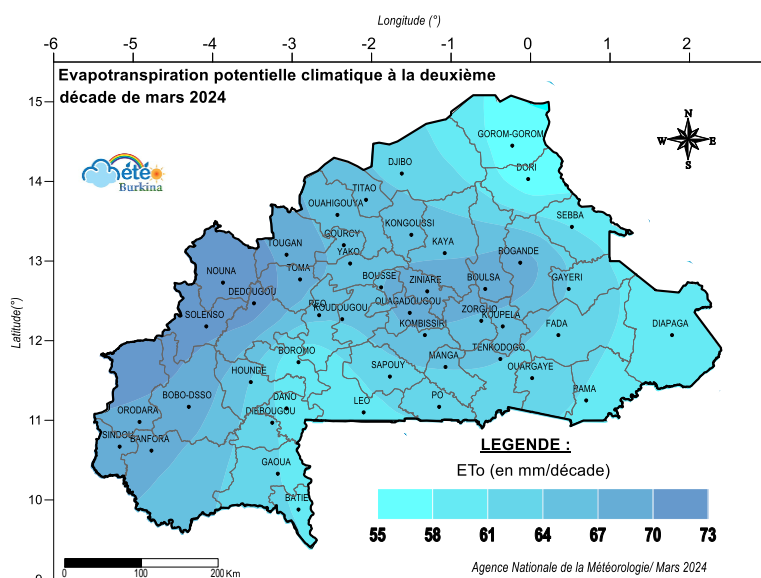 Longitude (°)
-6 -5 -4 -3 -2 -1 0 1 2
Evapotranspiration potentielle climatique à la deuxième
décade de mars 2024
15
GOROM-GOROM
N
W E
S
été
Burkina
DJIBO
14
DORI
TITAO
OUAHIGOUYA
SEBBA
KONGOUSSI
GOURCY
KAYA
TOUGAN
YAKO
BOGANDE
13
NOUNA
TOMA
BOUSSE
ZINIARE
BOULSA
GAYERI
DEDOUGOU
REO
OUAGADOUGOU
SOLENSO
KOUDOUGOU
ZORGHO
KOUPELA
KOMBISSIRI
FADA
DIAPAGA
12
Latitude(°)
BOROMO
MANGA
TENKODOGO
HOUNDE
SAPOUY
OUARGAYE
BOBO-DSSO
DANO
LEO
PO
PAMA
ORODARA
DIEBOUGOU
11
SINDOU
BANFORA
GAOUA
BATIE
10
9
LEGENDE :
ETo (en mm/décade)
55 58 61 64 67 70 73
0 100 200 Km
Agence Nationale de la Météorologie/ Mars 2024